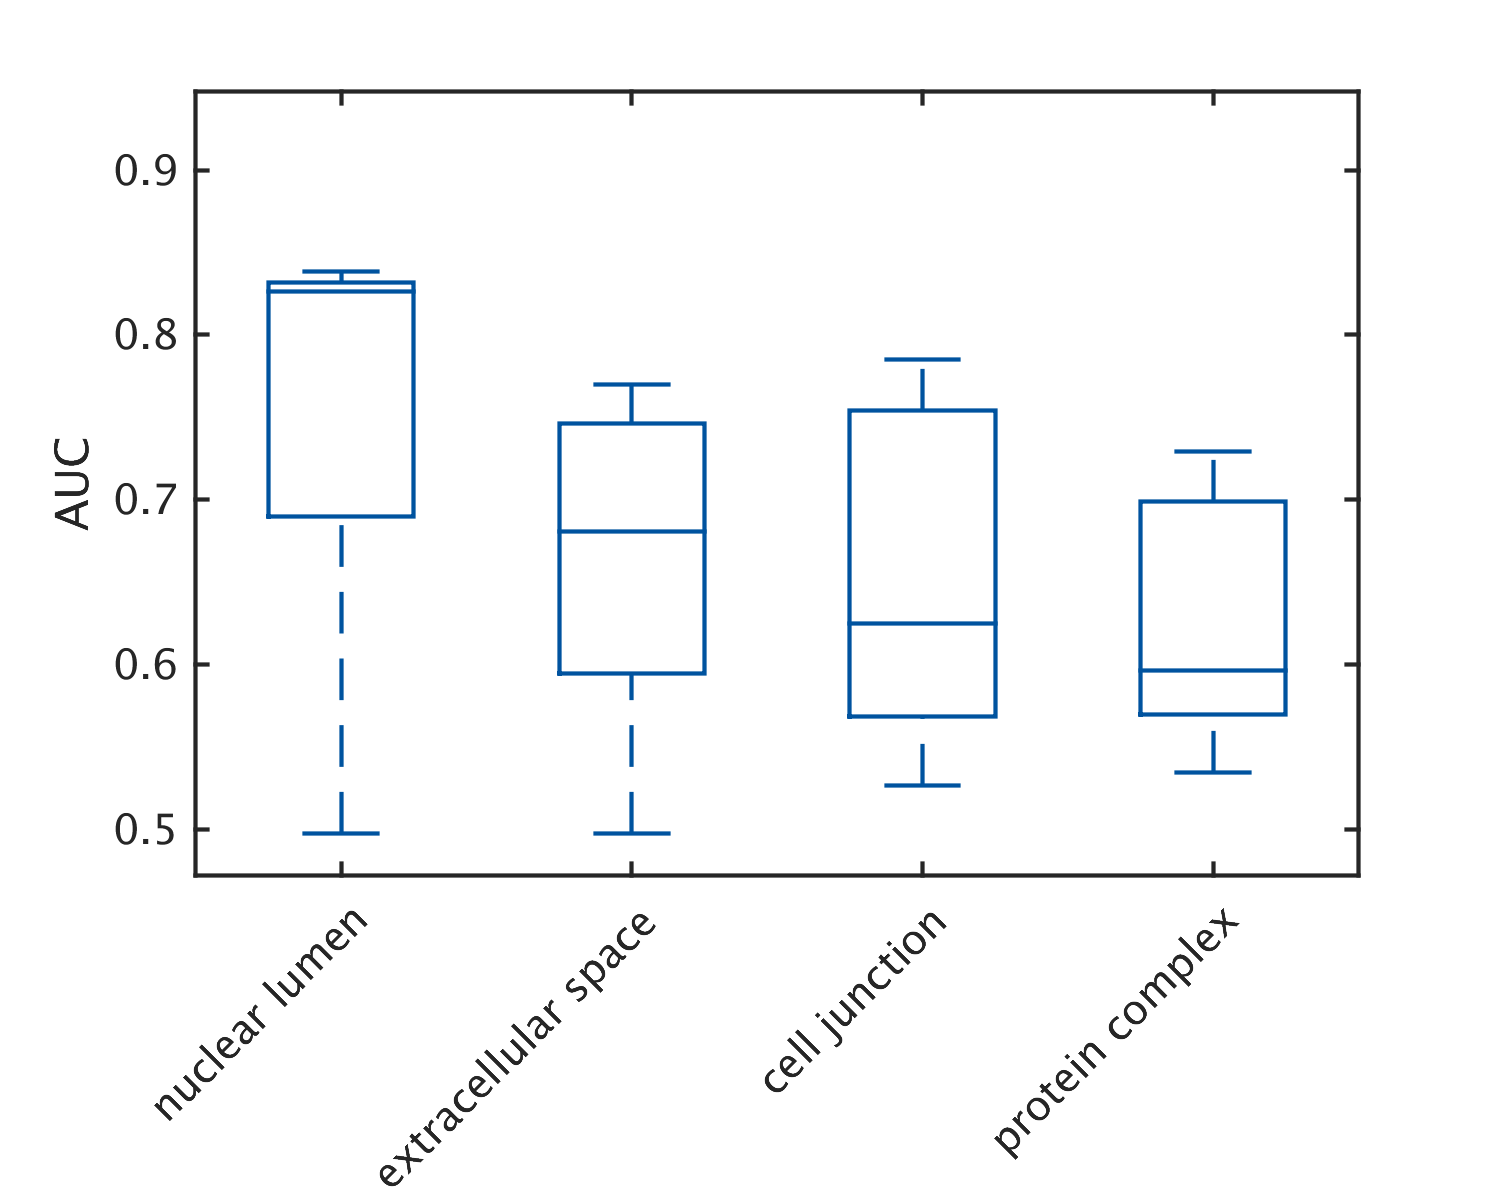 0.9
0.8
0.7
0.6
0.5
AUC
nuclear lumen
extracellular space
cell junction
protein complex